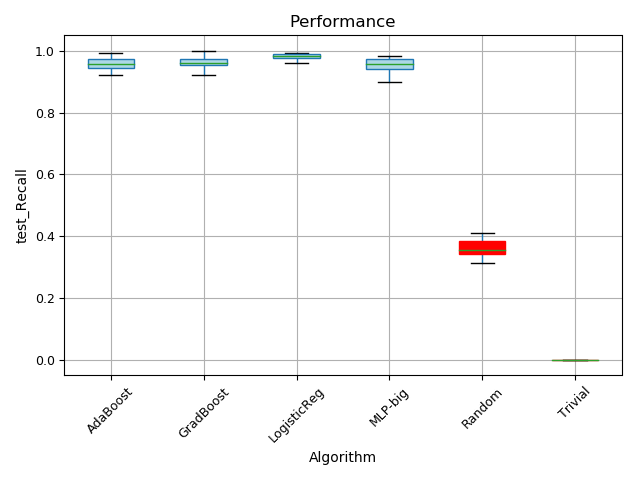 Performance
test_Recall
1.0
0.8
0.6
0.4
0.2
0.0
AdaBoost
GradBoost
LogisticReg
MLP-big
Random
Trivial
Algorithm